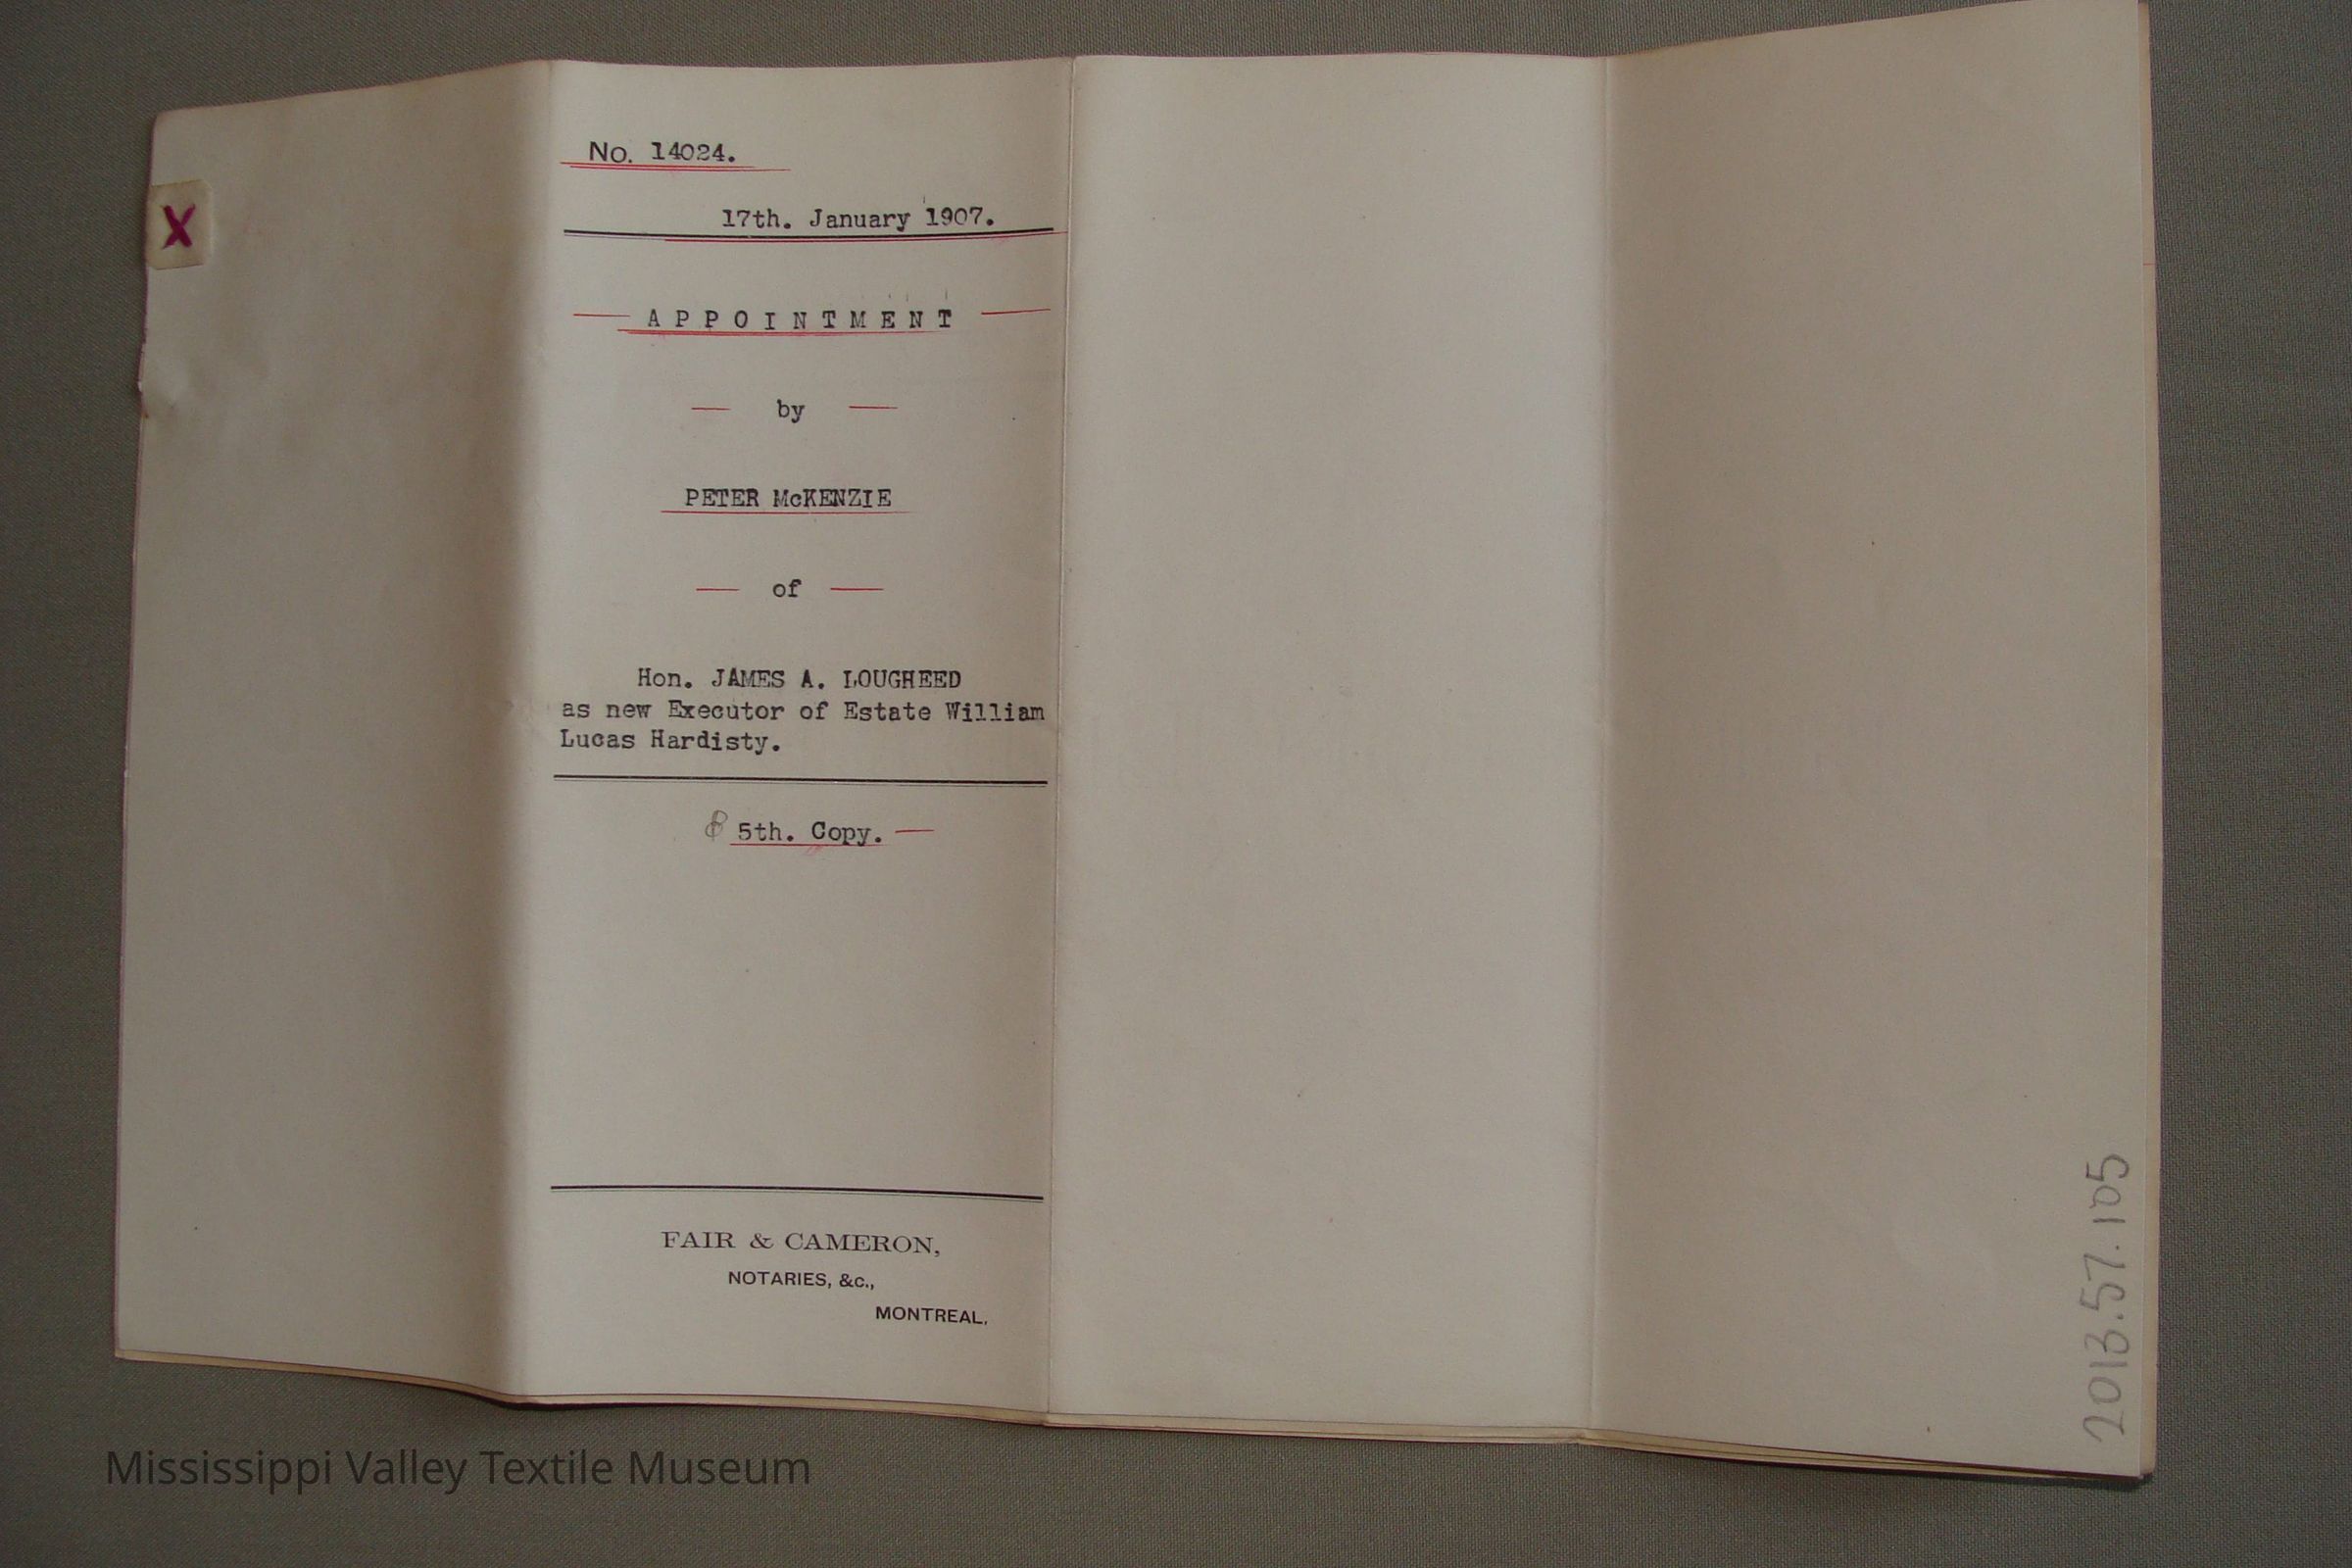 X
No. 14024.
17th. January 1907.
APPOINTMENT
by
PETER McKENZIE
of
Hon. JAMES A. LOUGHEED
as new Executor of Estate William
Lucas Hardisty.
5th. Copy.
FAIR & CAMERON,
NOTARIES, &c.,
MONTREAL.
2013.57.105
Mississippi Valley Textile Museum